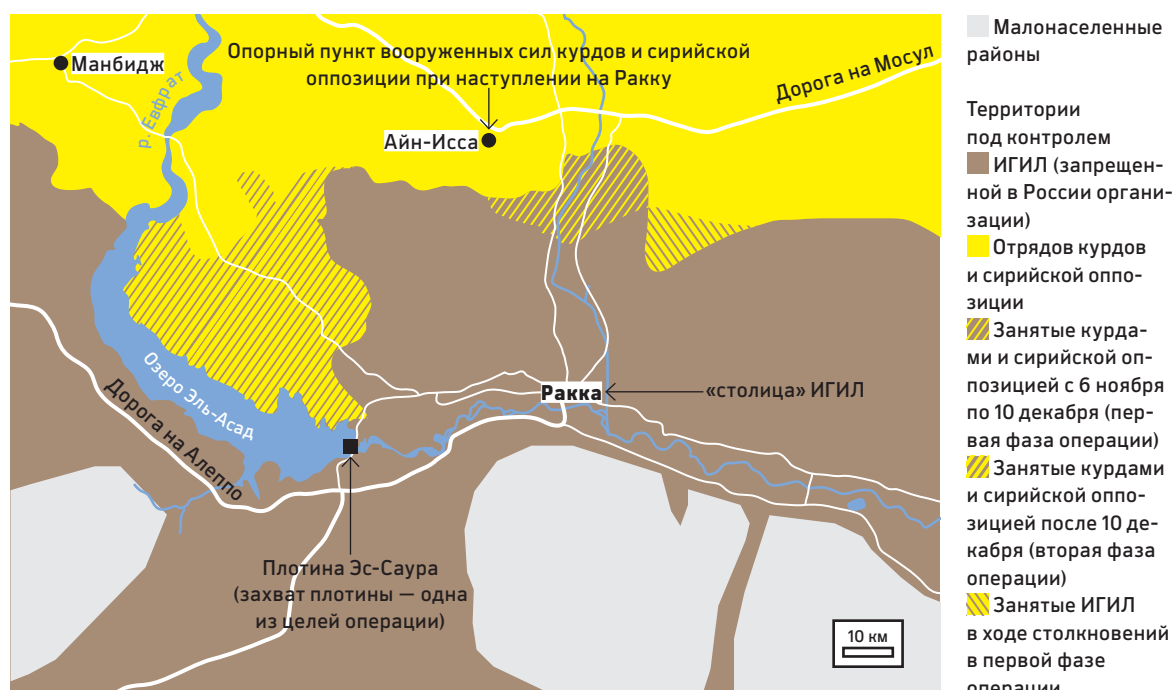 Опорный пункт вооруженных сил курдов и сирийской
оппозиции при наступлении на Ракку
Манбидж
р. Евфрат
Дорога на Мосул
Айн-Исса
Озеро Эль-Асад
Дорога на Алеппо
Ракка
«столица» ИГИЛ
Плотина Эс-Саура
(захват плотины — одна
из целей операции)
10 км
Малонаселенные
районы
Территории
под контролем
ИГИЛ (запрещен-
ной в России органи-
зации)
Отрядов курдов
и сирийской оппо-
зиции
Занятые курда-
ми и сирийской оп-
позицией с 6 ноября
по 10 декабря (пер-
вая фаза операции)
Занятые курдами
и сирийской оппо-
зицией после 10 де-
кабря (вторая фаза
операции)
Занятые ИГИЛ
в ходе столкновений
в первой фазе
операции